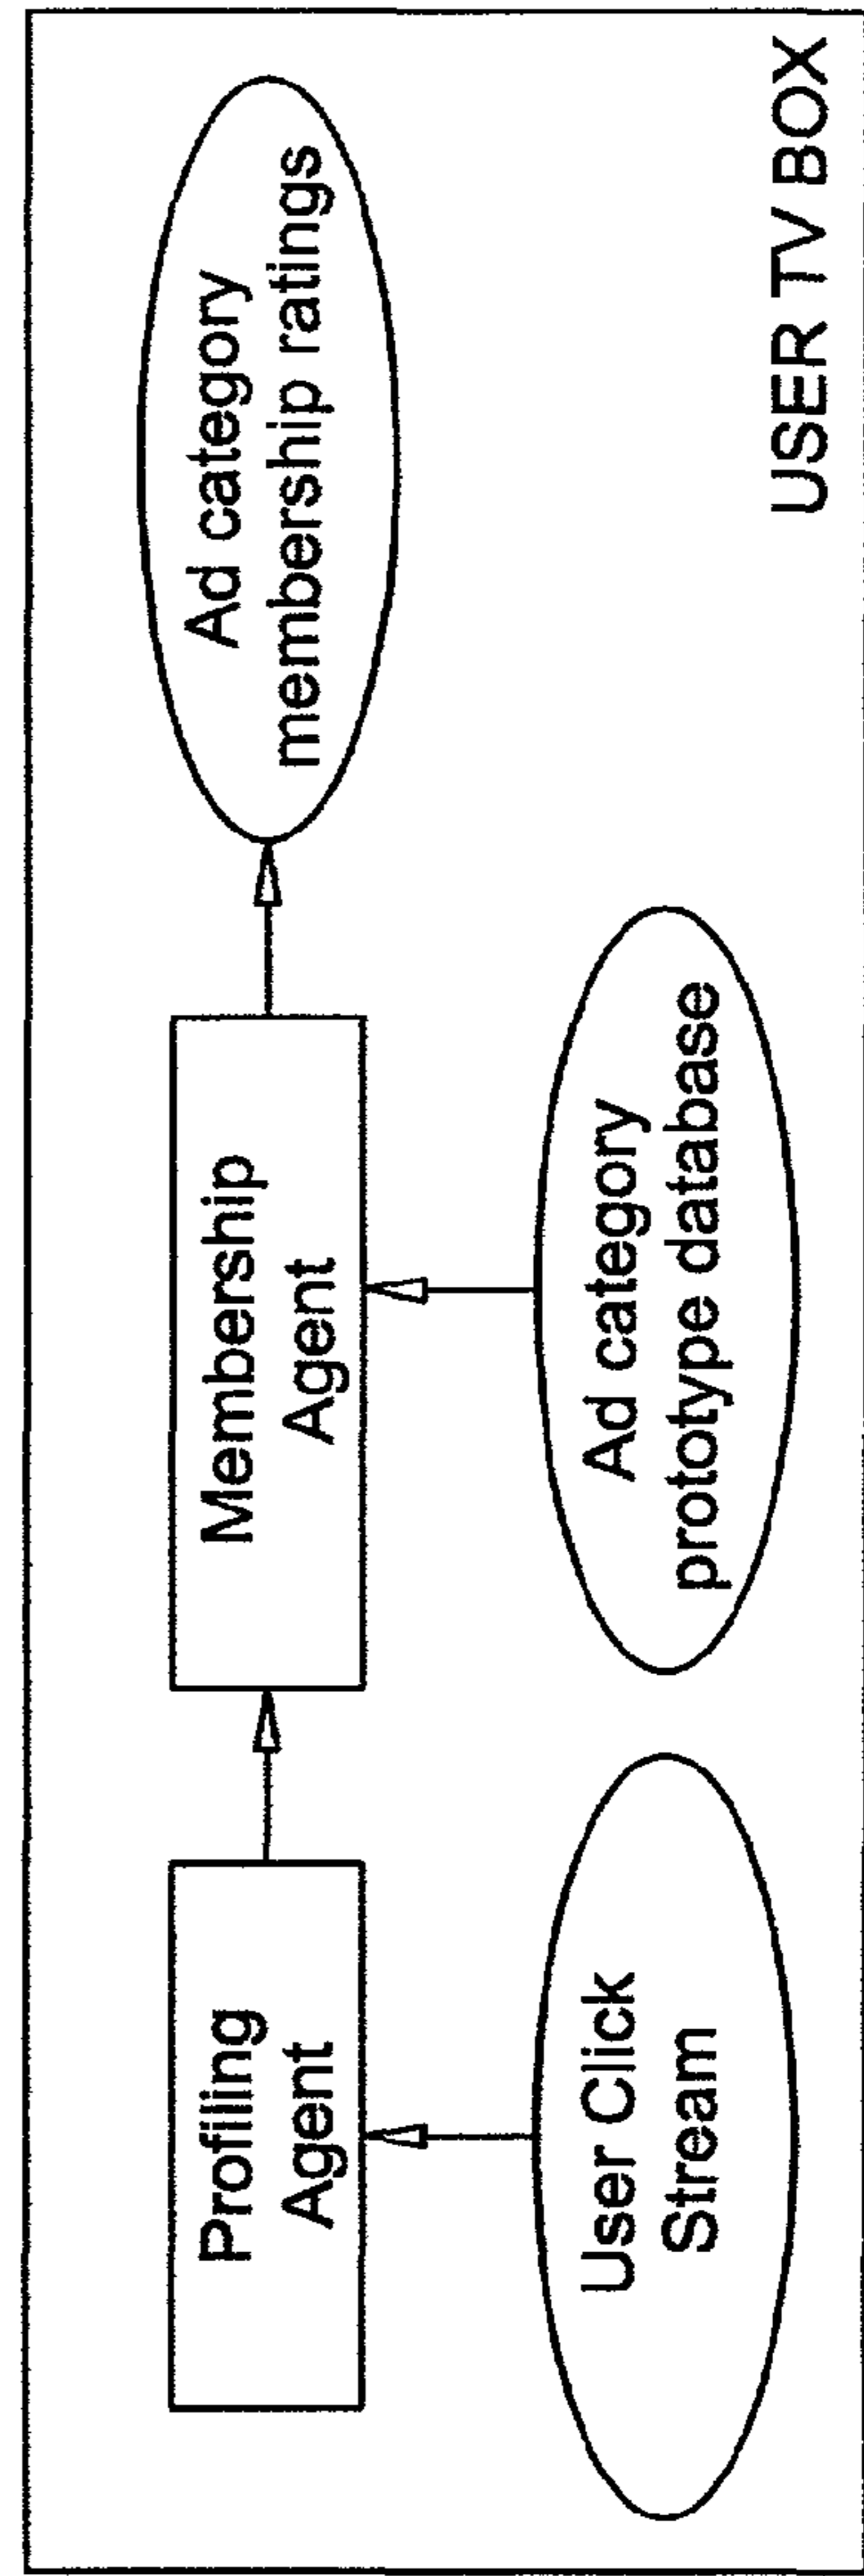 Profiling
Agent
Membership
Agent
Ad category
membership ratings
User Click
Stream
Ad category
prototype database
USER TV BOX